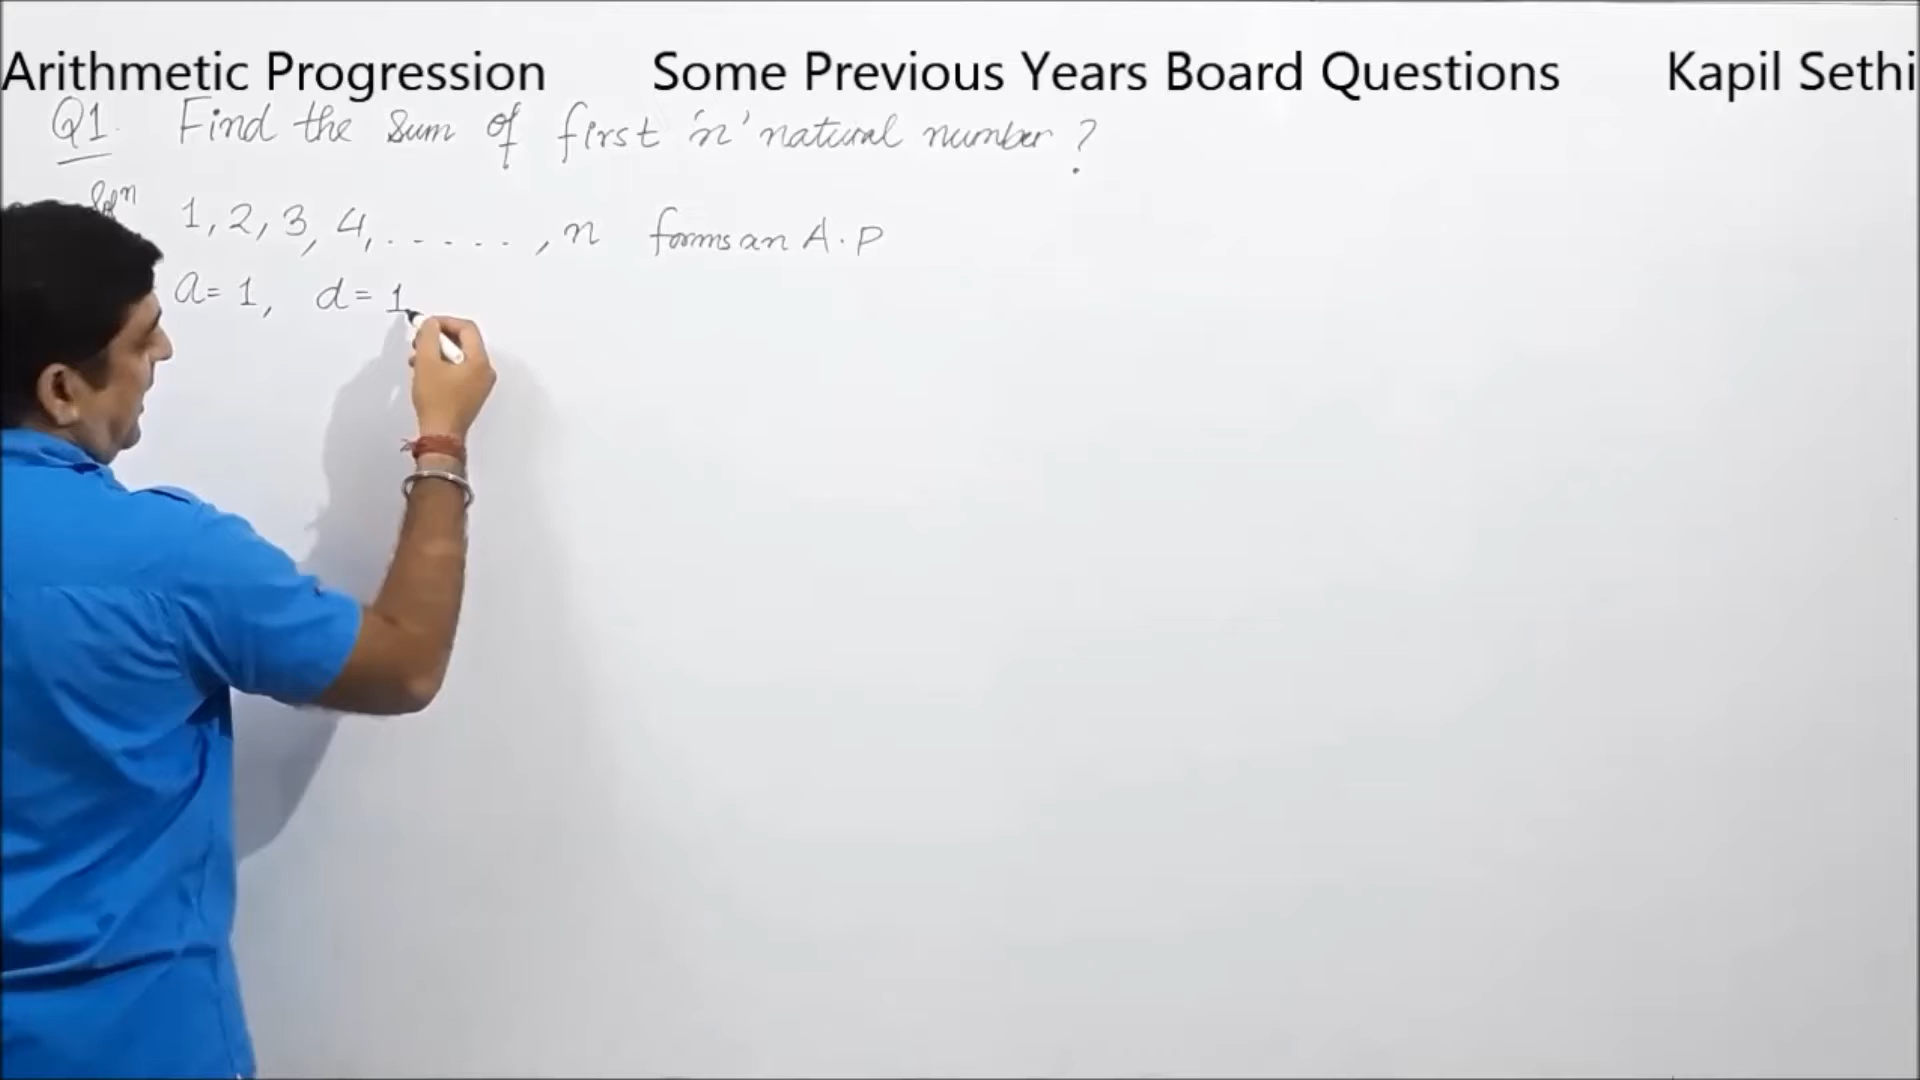 Arithmetic Progression Some Previous Years Board Questions Kapil Sethi
Q1. Find the sum of first 'n' natural number ?
Solⁿ 1, 2, 3, 4, . . . . . , n forms an A.P
a = 1, d = 1